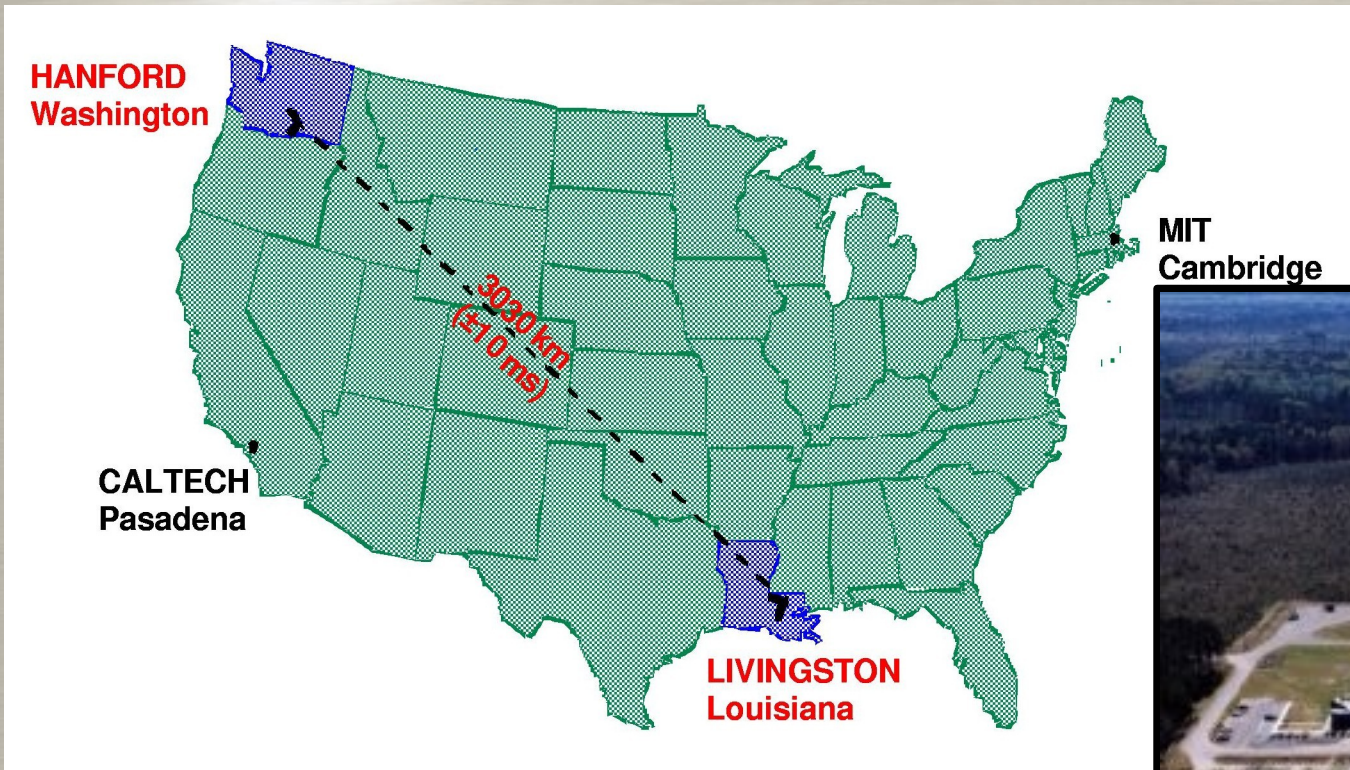 HANFORD
Washington
3030 km
(±10 ms)
MIT
Cambridge
CALTECH
Pasadena
LIVINGSTON
Louisiana